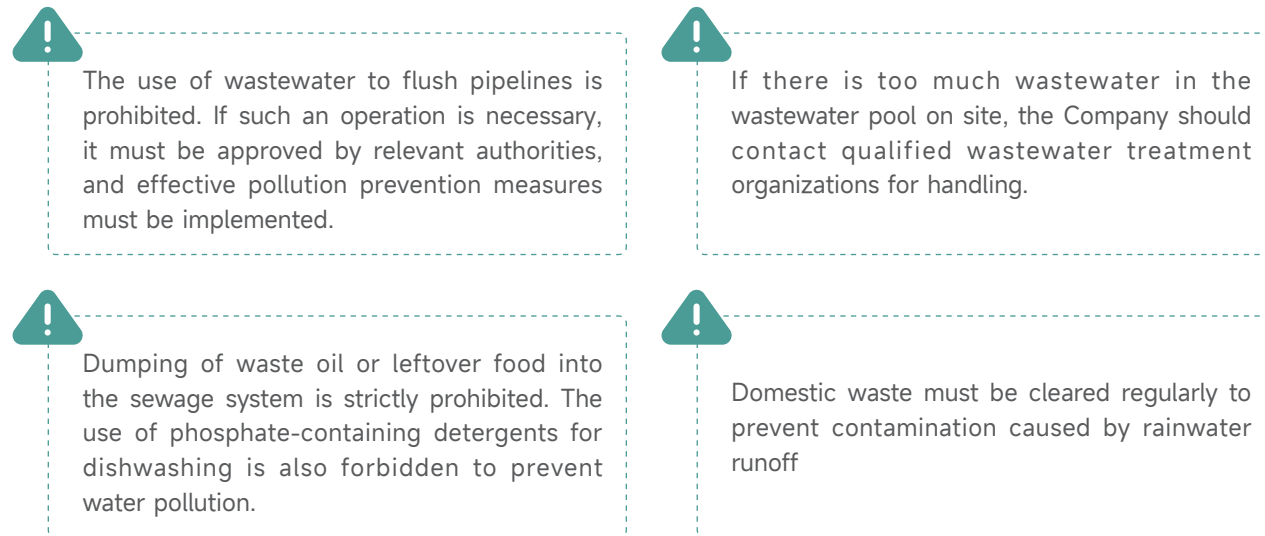 The use of wastewater to flush pipelines is
prohibited. If such an operation is necessary,
it must be approved by relevant authorities,
and effective pollution prevention measures
must be implemented.
If there is too much wastewater in the
wastewater pool on site, the Company should
contact qualified wastewater treatment
organizations for handling.
Dumping of waste oil or leftover food into
the sewage system is strictly prohibited. The
use of phosphate-containing detergents for
dishwashing is also forbidden to prevent
water pollution.
Domestic waste must be cleared regularly to
prevent contamination caused by rainwater
runoff